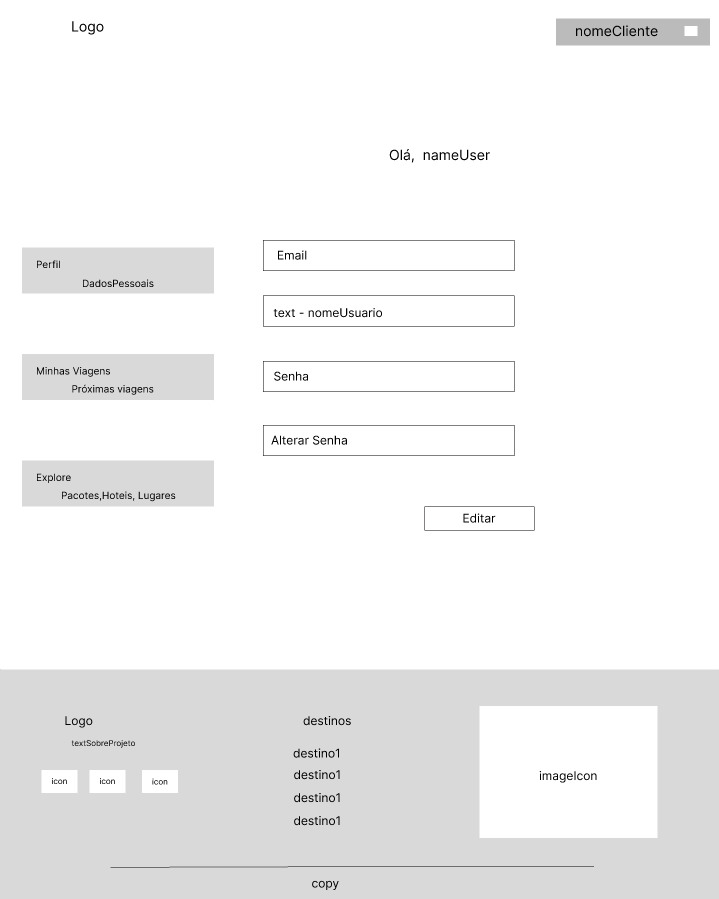 Logo
nomeCliente
Olá, nameUser
Perfil
DadosPessoais
Minhas Viagens
Próximas viagens
Explore
Pacotes,Hoteis, Lugares
Email
text - nomeUsuario
Senha
Alterar Senha
Editar
Logo
textSobreProjeto
icon
icon
icon
destinos
destino1
destino1
destino1
destino1
imageIcon
copy